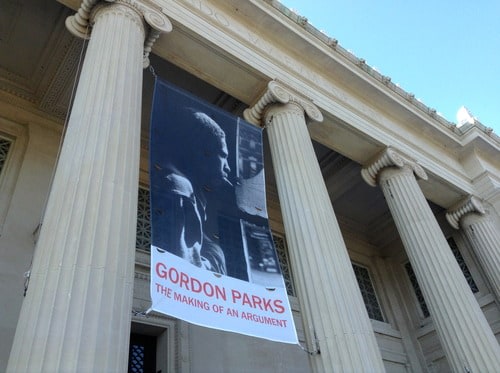 GORDON PARKS
THE MAKING OF AN ARGUMENT